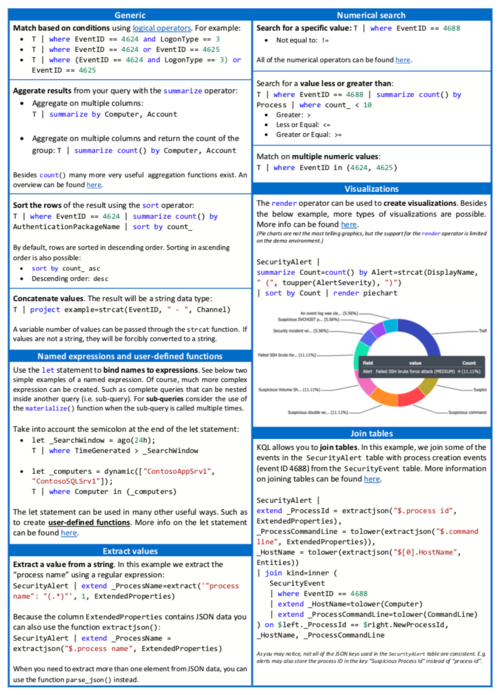 Generic
Match based on conditions using logical operators. For example:
• T | where EventID == 4624 and LogonType == 3
• T | where EventID == 4624 or EventID == 4625
• T | where (EventID == 4624 and LogonType == 3) or
EventID == 4625
Aggerate results from your query with the summarize operator:
• Aggregate on multiple columns:
T | summarize by Computer, Account
• Aggregate on multiple columns and return the count of the
group: T | summarize count() by Computer, Account
Besides count() many more very useful aggregation functions exist. An
overview can be found here.
Sort the rows of the result using the sort operator:
T | where EventID == 4624 | summarize count() by
AuthenticationPackageName | sort by count_
By default, rows are sorted in descending order. Sorting in ascending
order is also possible:
• sort by count_ asc
• Descending order: desc
Concatenate values. The result will be a string data type:
T | project example=strcat(EventID, " - ", Channel)
A variable number of values can be passed through the strcat function. If
values are not a string, they will be forcibly converted to a string.
Named expressions and user-defined functions
Use the let statement to bind names to expressions. See below two
simple examples of a named expression. Of course, much more complex
expression can be created. Such as complete queries that can be nested
inside another query (i.e. sub-query). For sub-queries consider the use of
the materialize() function when the sub-query is called multiple times.
Take into account the semicolon at the end of the let statement:
• let _SearchWindow = ago(24h);
T | where TimeGenerated > _SearchWindow
• let _computers = dynamic(["ContosoAppSrv1",
"ContosoSQLSrv1"]);
T | where Computer in (_computers)
The let statement can be used in many other useful ways. Such as
to create user-defined functions. More info on the let statement
can be found here.
Extract values
Extract a value from a string. In this example we extract the
"process name" using a regular expression:
SecurityAlert | extend _ProcessName=extract('"process
name": "(.*)"', 1, ExtendedProperties)
Because the column ExtendedProperties contains JSON data you
can also use the function extractjson():
SecurityAlert | extend _ProcessName =
extractjson("$.process name", ExtendedProperties)
When you need to extract more than one element from JSON data, you can
use the function parse_json() instead.
Numerical search
Search for a specific value: T | where EventID == 4688
• Not equal to: !=
All of the numerical operators can be found here.
Search for a value less or greater than:
T | where EventID == 4688 | summarize count() by
Process | where count_ < 10
• Greater: >
• Less or Equal: <=
• Greater or Equal: >=
Match on multiple numeric values:
T | where EventID in (4624, 4625)
Visualizations
The render operator can be used to create visualizations. Besides
the below example, more types of visualizations are possible.
More info can be found here.
(Pie charts are not the most telling graphics, but the support for the render operator is limited
on the demo environment.)
SecurityAlert |
summarize Count=count() by Alert=strcat(DisplayName,
" (", toupper(AlertSeverity), ")")
| sort by Count | render piechart
An event log was cle... (5.56%)
Suspicious SVCHOST p... (5.56%)
Security incident wi... (5.56%)
Traff
Failed SSH brute for... (11.11%)
field value Count
Alert Failed SSH brute force attack (MEDIUM) 4 (11.11%)
Suspicious Volume Sh... (11.11%)
Suspici
Suspicious double ex... (11.11%)
Suspicious command
Join tables
KQL allows you to join tables. In this example, we join some of the
events in the SecurityAlert table with process creation events
(event ID 4688) from the SecurityEvent table. More information
on joining tables can be found here.
SecurityAlert |
extend _ProcessId = extractjson("$.process id",
ExtendedProperties),
_ProcessCommandLine = tolower(extractjson("$.command
line", ExtendedProperties)),
_HostName = tolower(extractjson("$[0].HostName",
Entities))
| join kind=inner (
SecurityEvent
| where EventID == 4688
| extend _HostName=tolower(Computer)
| extend _ProcessCommandLine=tolower(CommandLine)
) on $left._ProcessId == $right.NewProcessId,
_HostName, _ProcessCommandLine
As you may notice, not all of the JSON keys used in the SecurityAlert table are consistent. E.g.
alerts may also store the process ID in the key "Suspicious Process Id" instead of "process id".